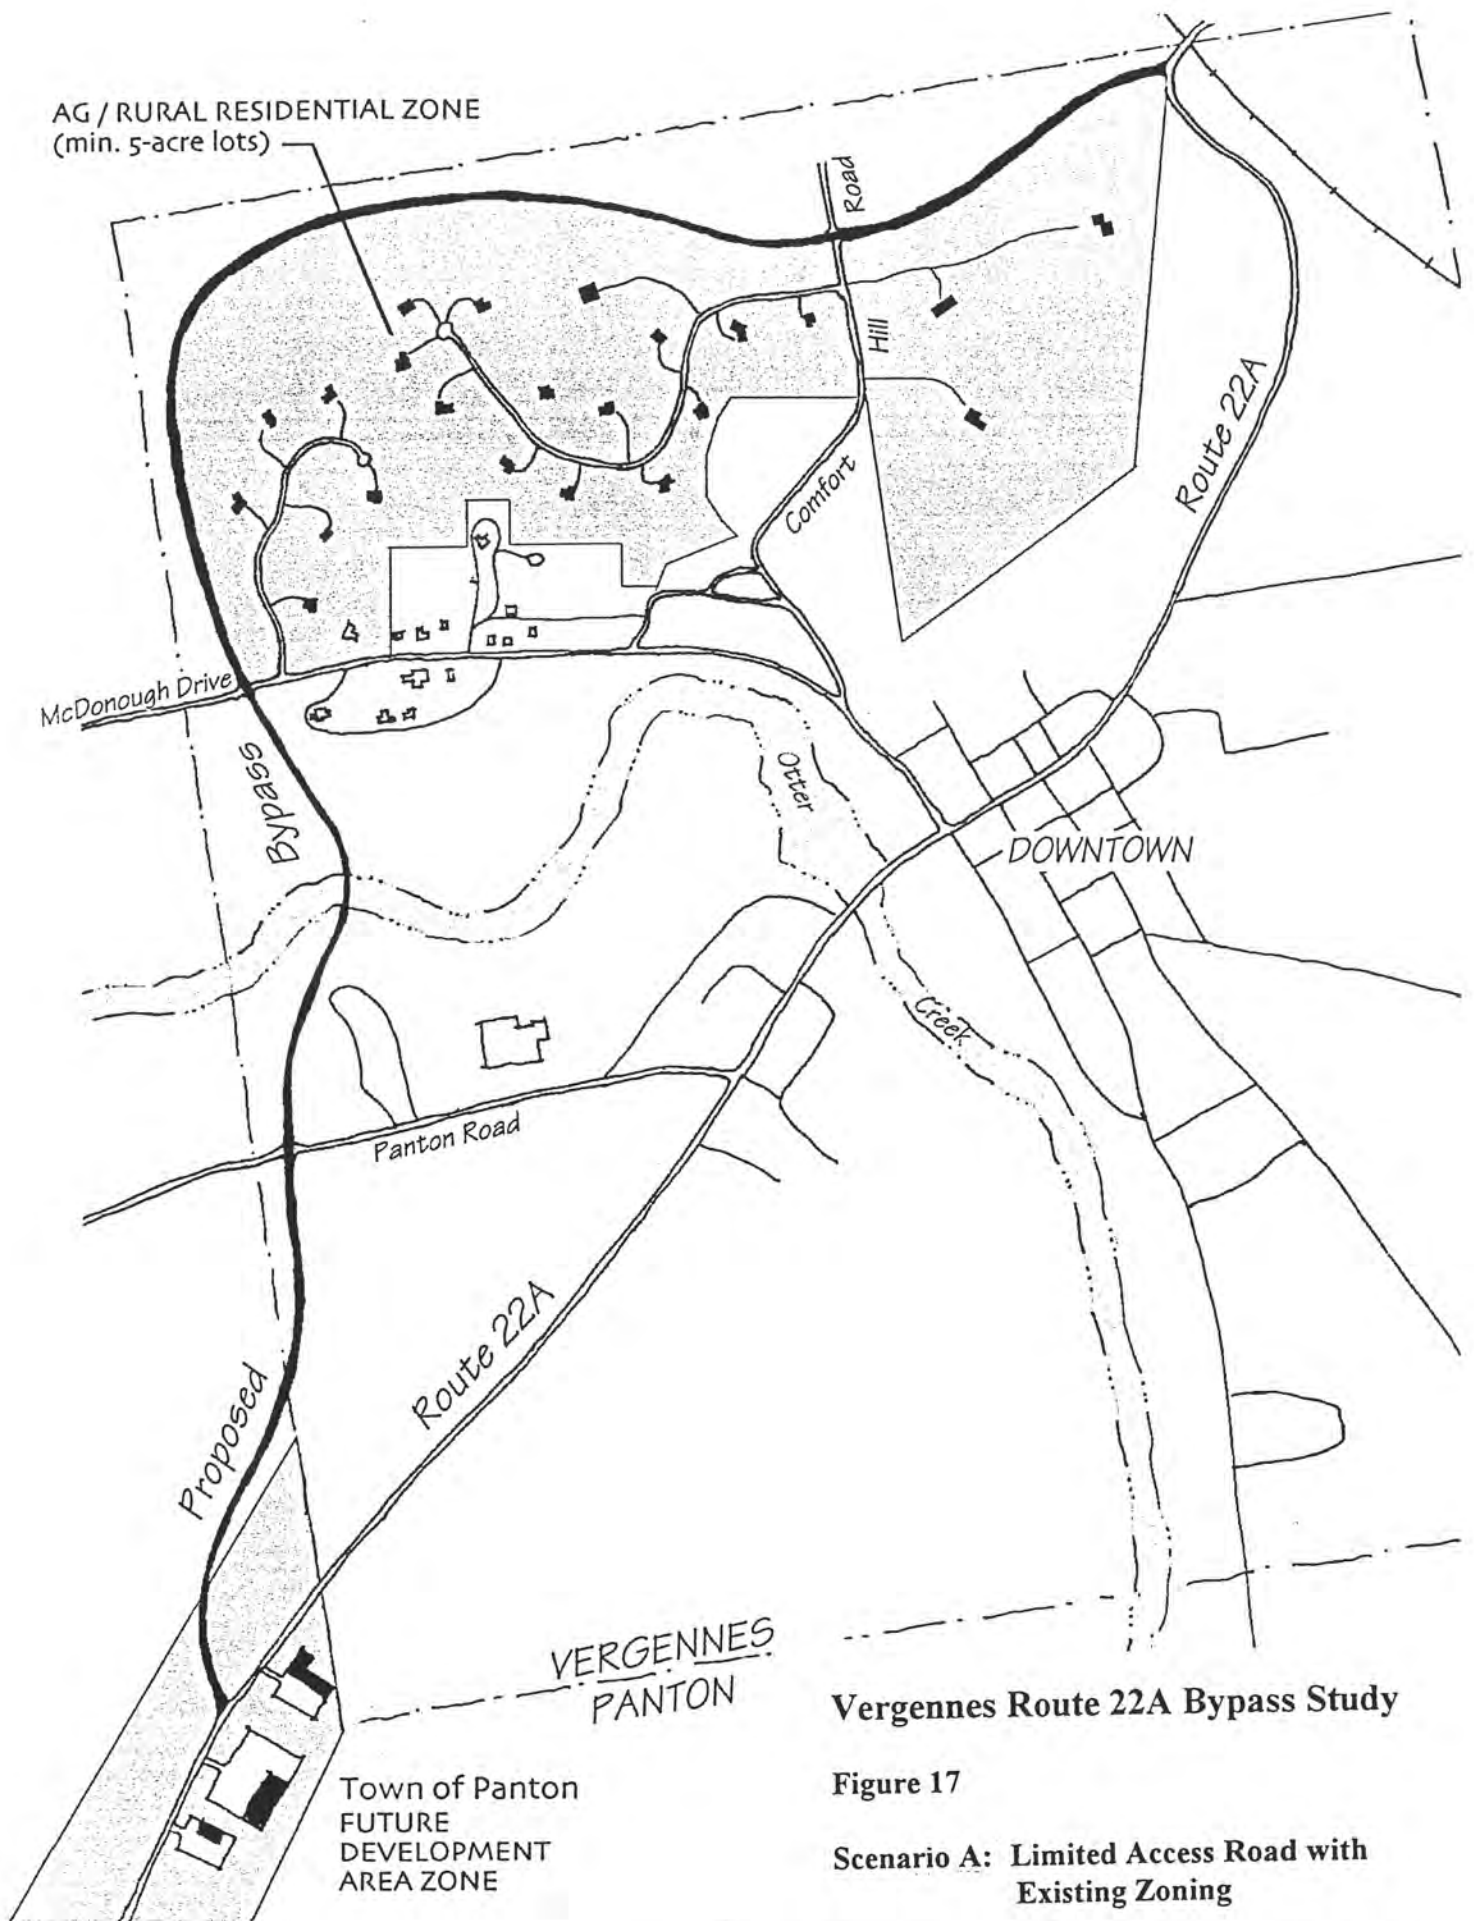 AG / RURAL RESIDENTIAL ZONE
(min. 5-acre lots)
Road
Hill
Comfort
Route 22A
McDonough Drive
Bypass
Otter
DOWNTOWN
Creek
Panton Road
Route 22A
Proposed
VERGENNES
PANTON
Vergennes Route 22A Bypass Study
Figure 17
Town of Panton
FUTURE
DEVELOPMENT
AREA ZONE
Scenario A: Limited Access Road with
Existing Zoning